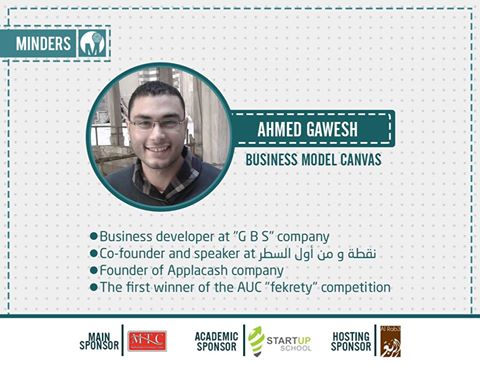 MINDERS
AHMED GAWESH
BUSINESS MODEL CANVAS
Business developer at "G B S" company
Co-founder and speaker at نقطة و من أول السطر
Founder of Applacash company
The first winner of the AUC "fekrety" competition
MAIN SPONSOR
ACADEMIC SPONSOR
STARTUP SCHOOL
HOSTING SPONSOR
Al Rab3